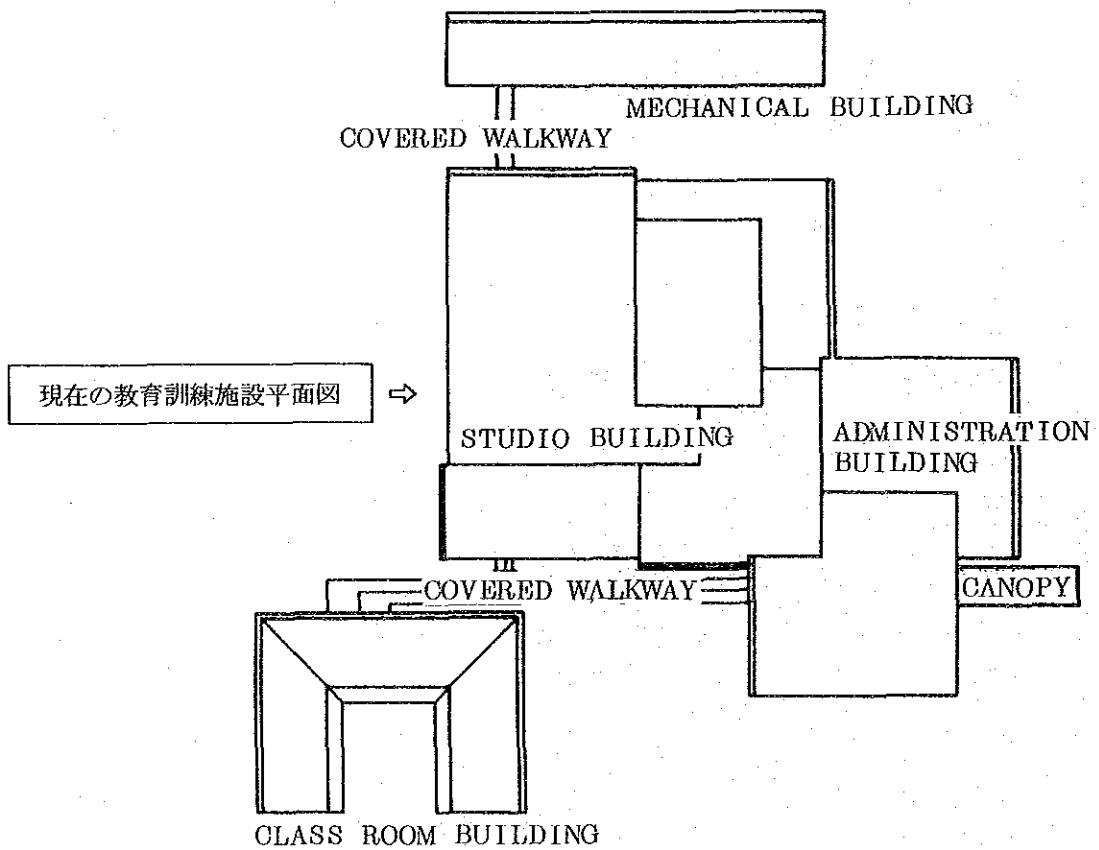 MECHANICAL BUILDING
COVERED WALKWAY
現在の教育訓練施設平面図 ⇨
STUDIO BUILDING
ADMINISTRATION
BUILDING
COVERED WALKWAY
CANOPY
CLASS ROOM BUILDING